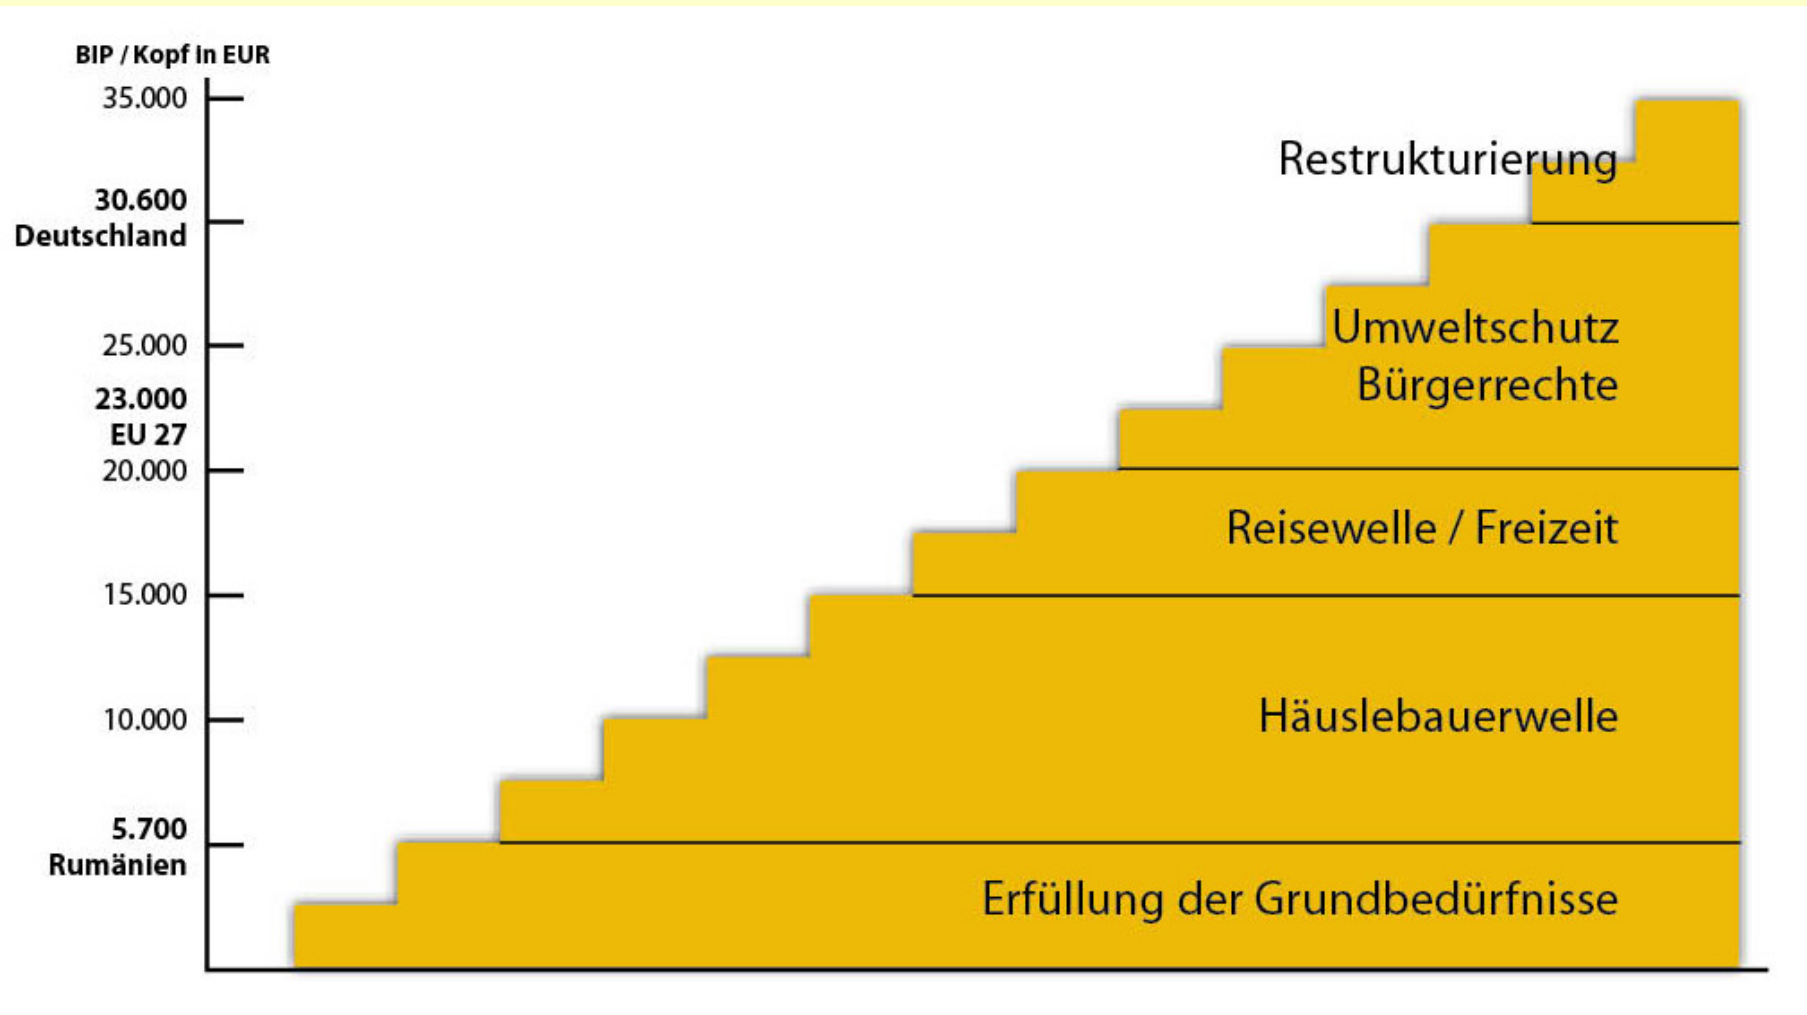 BIP / Kopf in EUR
35.000
Restrukturierung
30.600
Deutschland
Umweltschutz
25.000
Bürgerrechte
23.000
EU 27
20.000
Reisewelle / Freizeit
15.000
Häuslebauerwelle
10.000
5.700
Rumänien
Erfüllung der Grundbedürfnisse